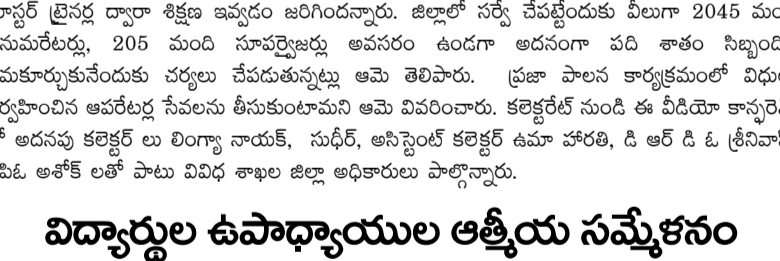 మాస్టర్ ట్రైనర్ల ద్వారా శిక్షణ ఇవ్వడం జరిగిందన్నారు. జిల్లాలో సర్వే చేపట్టేందుకు వీలుగా 2045
నుమరేటర్లు, 205 మంది సూపర్వైజర్లు అవసరం ఉండగా అదనంగా పది శాతం సిబ్బంది
మకూర్చుకునేందుకు చర్యలు చేపడుతున్నట్లు ఆమె తెలిపారు. ప్రజా పాలన కార్యక్రమంలో
ర్వహించిన ఆపరేటర్ల సేవలను తీసుకుంటామని ఆమె వివరించారు. కలెక్టరేట్ నుండి ఈ వీడియో
అదనపు కలెక్టర్ లు లింగ్యా నాయక్, సుధీర్, అసిస్టెంట్ కలెక్టర్ ఉమా హారతి, డి ఆర్ డి ఓ
పిఓ అశోక్ లతో పాటు వివిధ శాఖల జిల్లా అధికారులు పాల్గొన్నారు.
విద్యార్థుల ఉపాధ్యాయుల ఆత్మీయ సమ్మేళనం